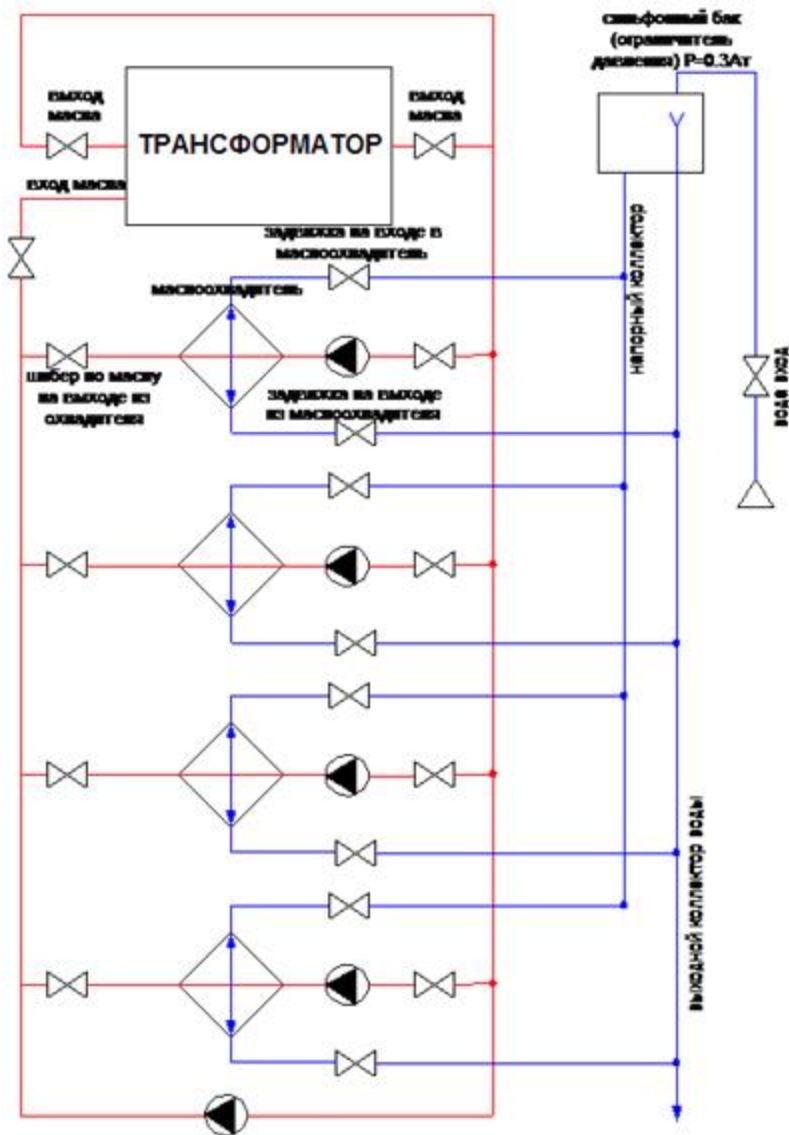 сильфонный бак
(ограничитель
давления) Р=0.3Ат
выход
масла
выход
масла
ТРАНСФОРМАТОР
вход масла
задвижка на входе в
маслоохладитель
маслоохладитель
напорный коллектор
шибер по маслу
на выходе из
охладителя
задвижка на выходе
из маслоохладителя
вода вход
выходной коллектор воды